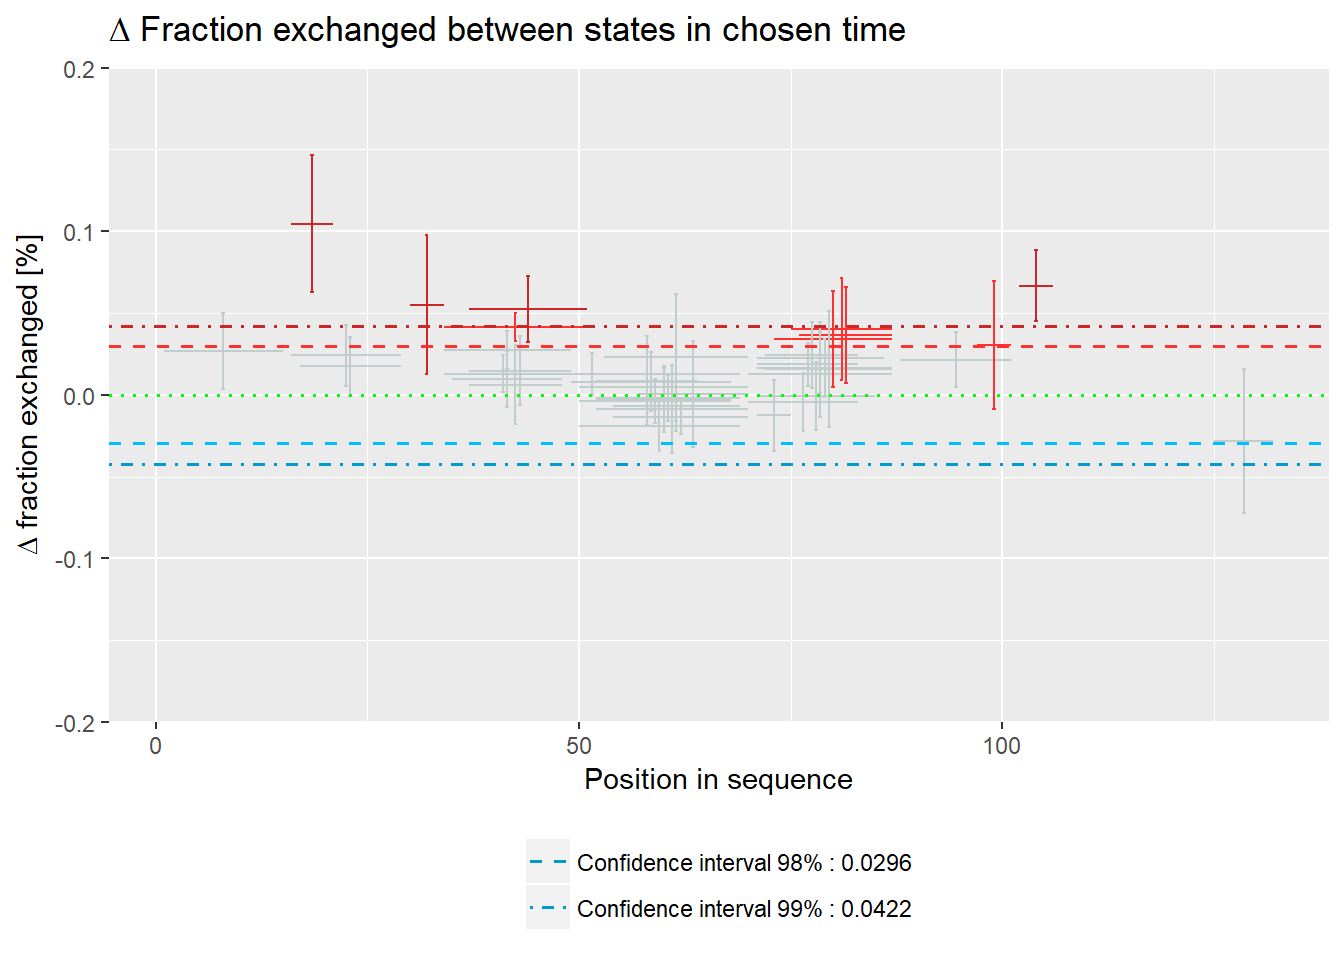 Δ Fraction exchanged between states in chosen time
Δ fraction exchanged [%]
0.2
0.1
0.0
-0.1
-0.2
0
50
100
Position in sequence
Confidence interval 98% : 0.0296
Confidence interval 99% : 0.0422